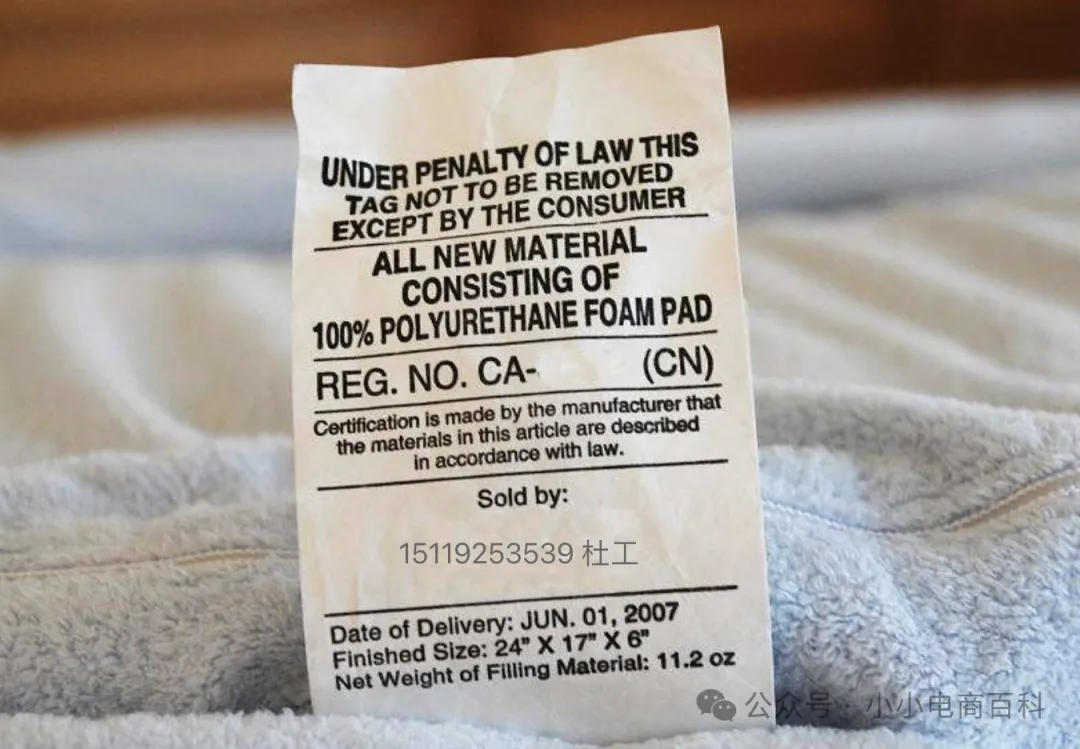 UNDER PENALTY OF LAW THIS
TAG NOT TO BE REMOVED
EXCEPT BY THE CONSUMER
ALL NEW MATERIAL
CONSISTING OF
100% POLYURETHANE FOAM PAD
REG. NO. CA- (CN)
Certification is made by the manufacturer that
the materials in this article are described
in accordance with law.
Sold by:
15119253539 杜工
Date of Delivery: JUN. 01, 2007
Finished Size: 24" X 17" X 6"
Net Weight of Filling Material: 11.2 oz
公众号 · 小小电商百科